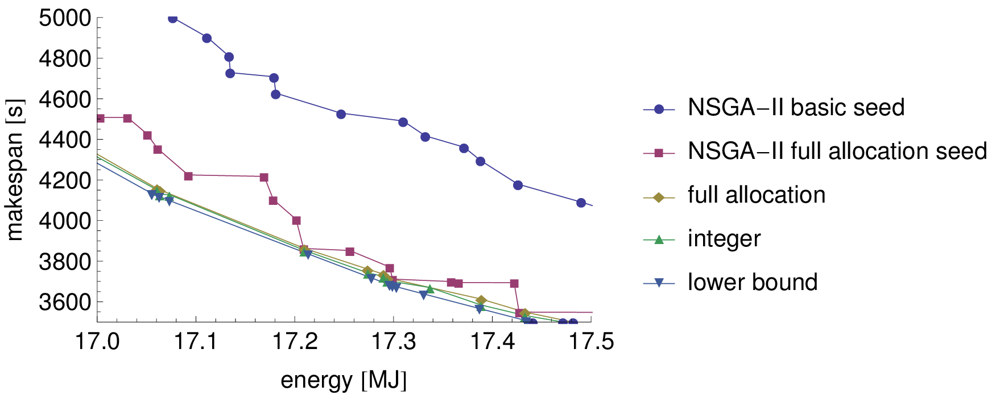 5000
4800
4600
4400
4200
4000
3800
3600
makespan [s]
17.0 17.1 17.2 17.3 17.4 17.5
energy [MJ]
NSGA−II basic seed
NSGA−II full allocation seed
full allocation
integer
lower bound